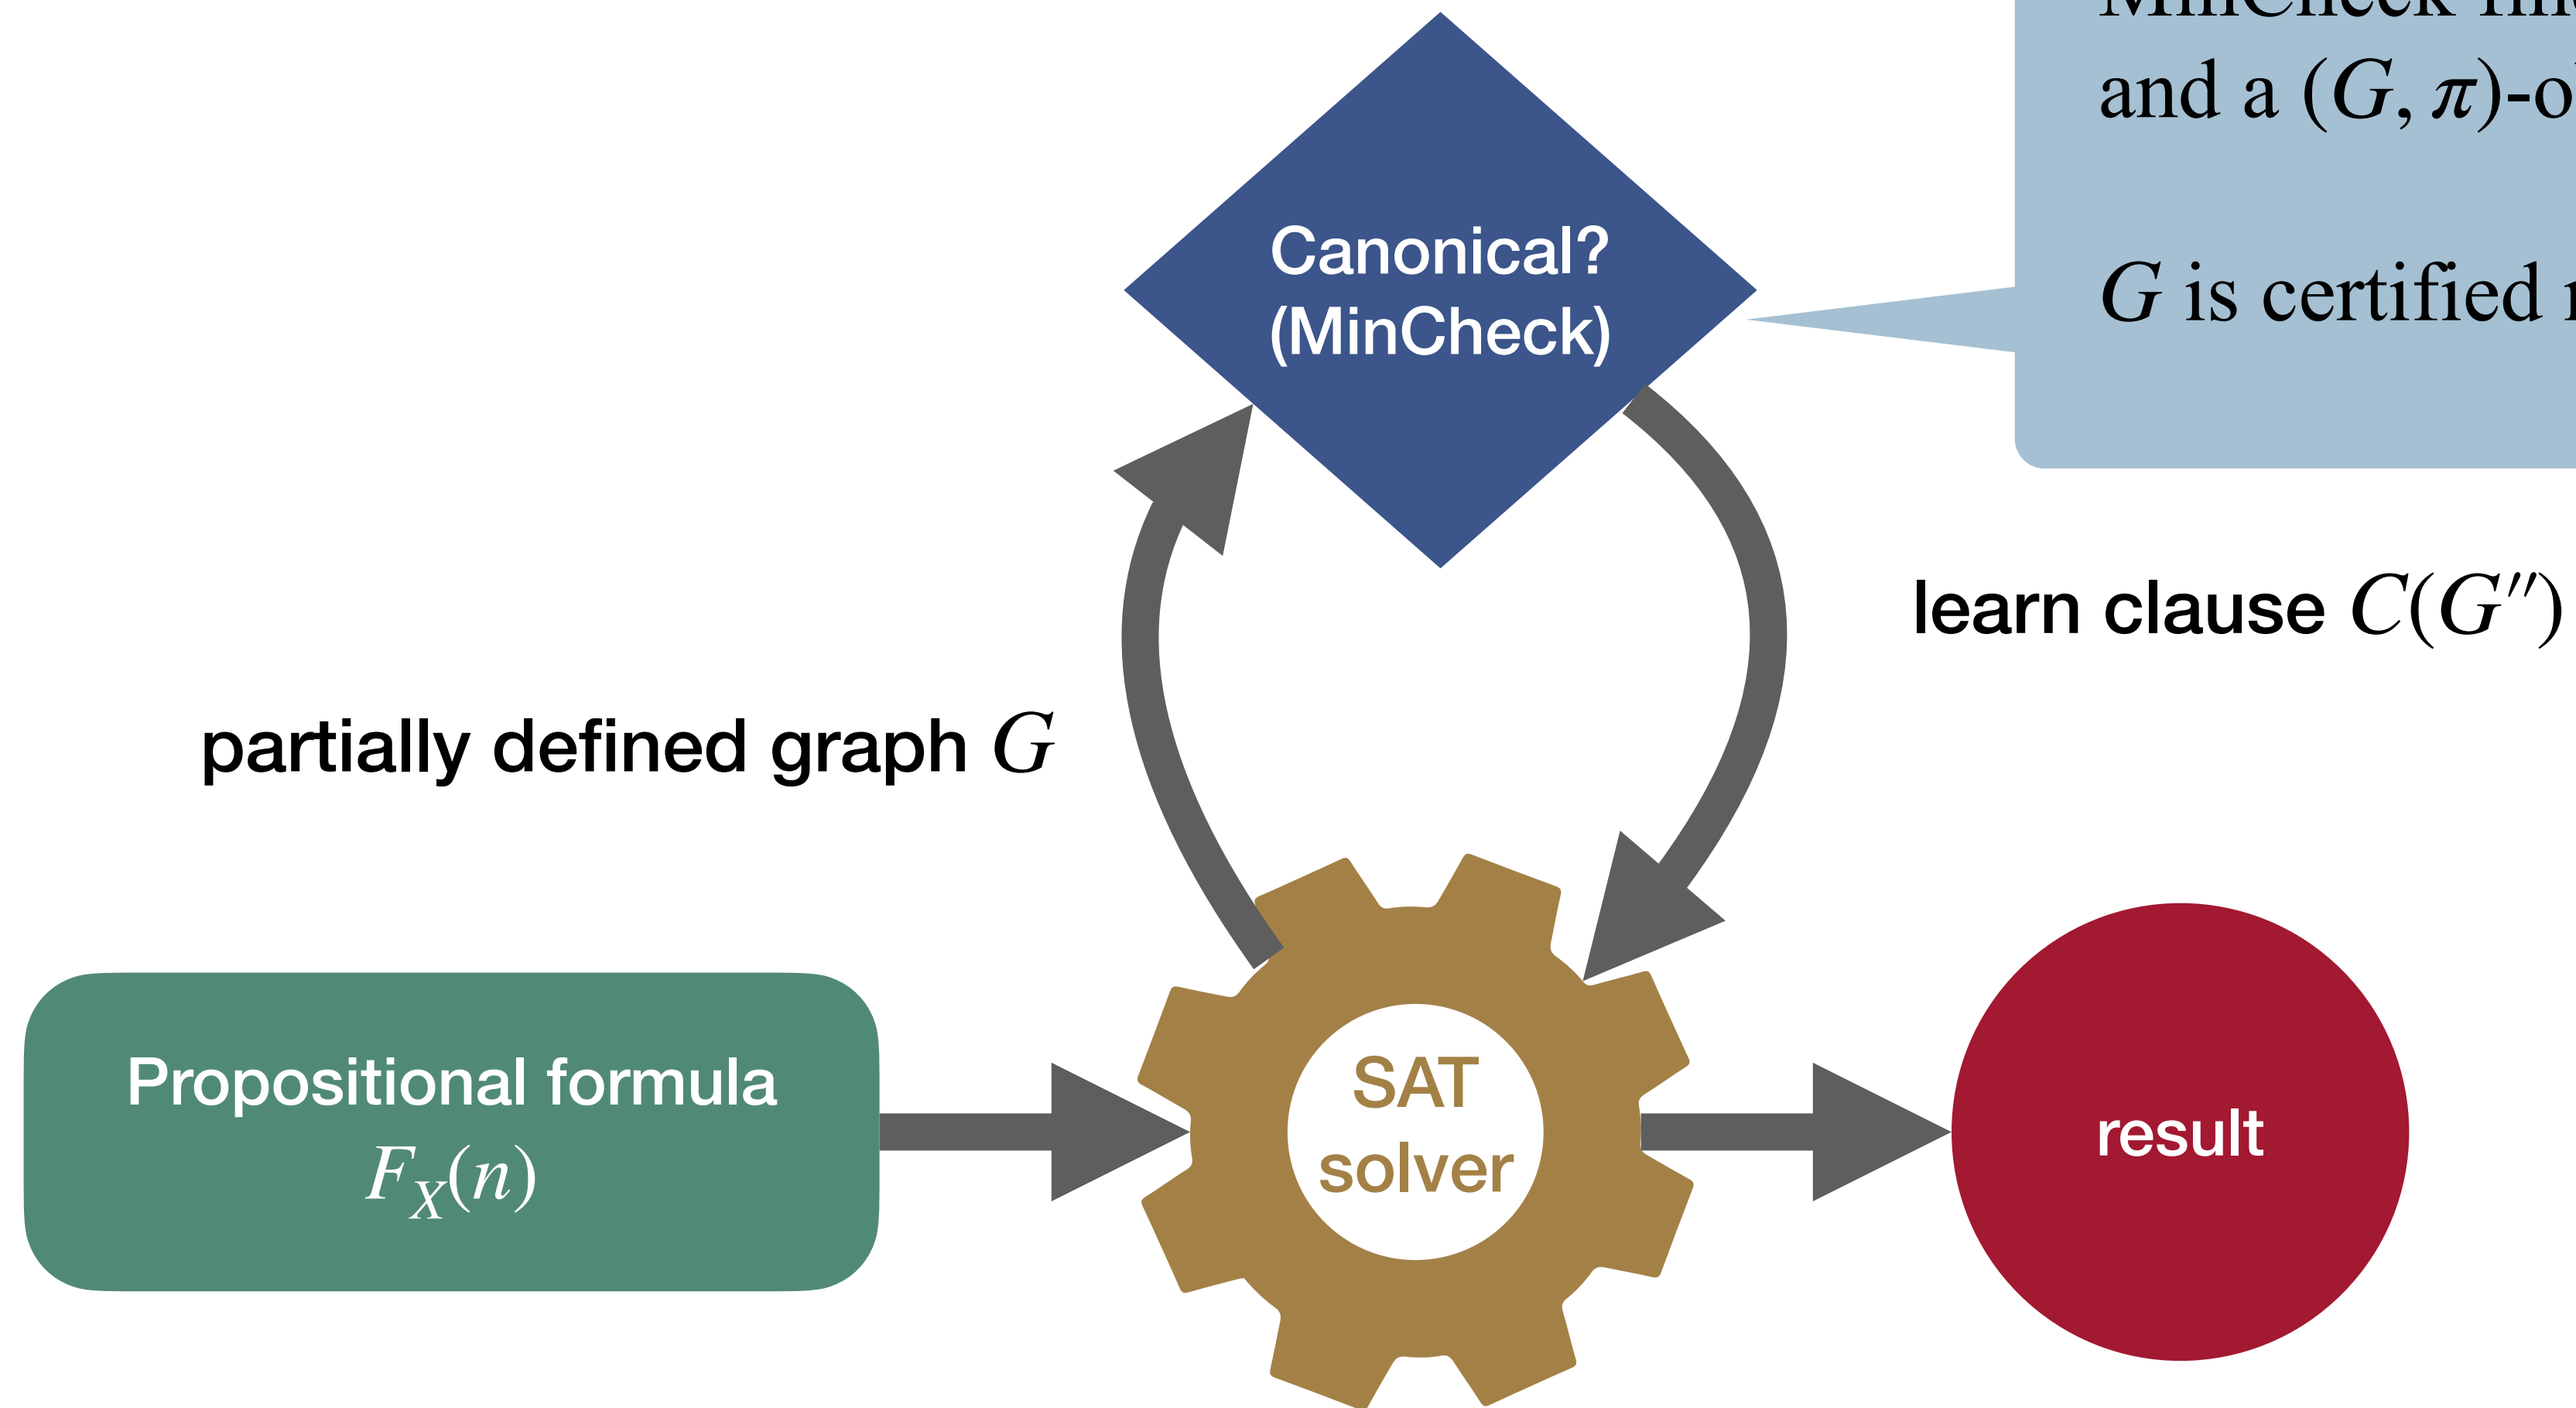 and a (G, π)-o
G is certified
Canonical?
(MinCheck)
learn clause C(G″)
partially defined graph G
Propositional formula
F_X(n)
SAT
solver
result